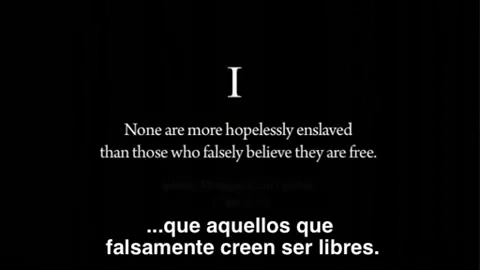 I
None are more hopelessly enslaved
than those who falsely believe they are free.
...que aquellos que
falsamente creen ser libres.